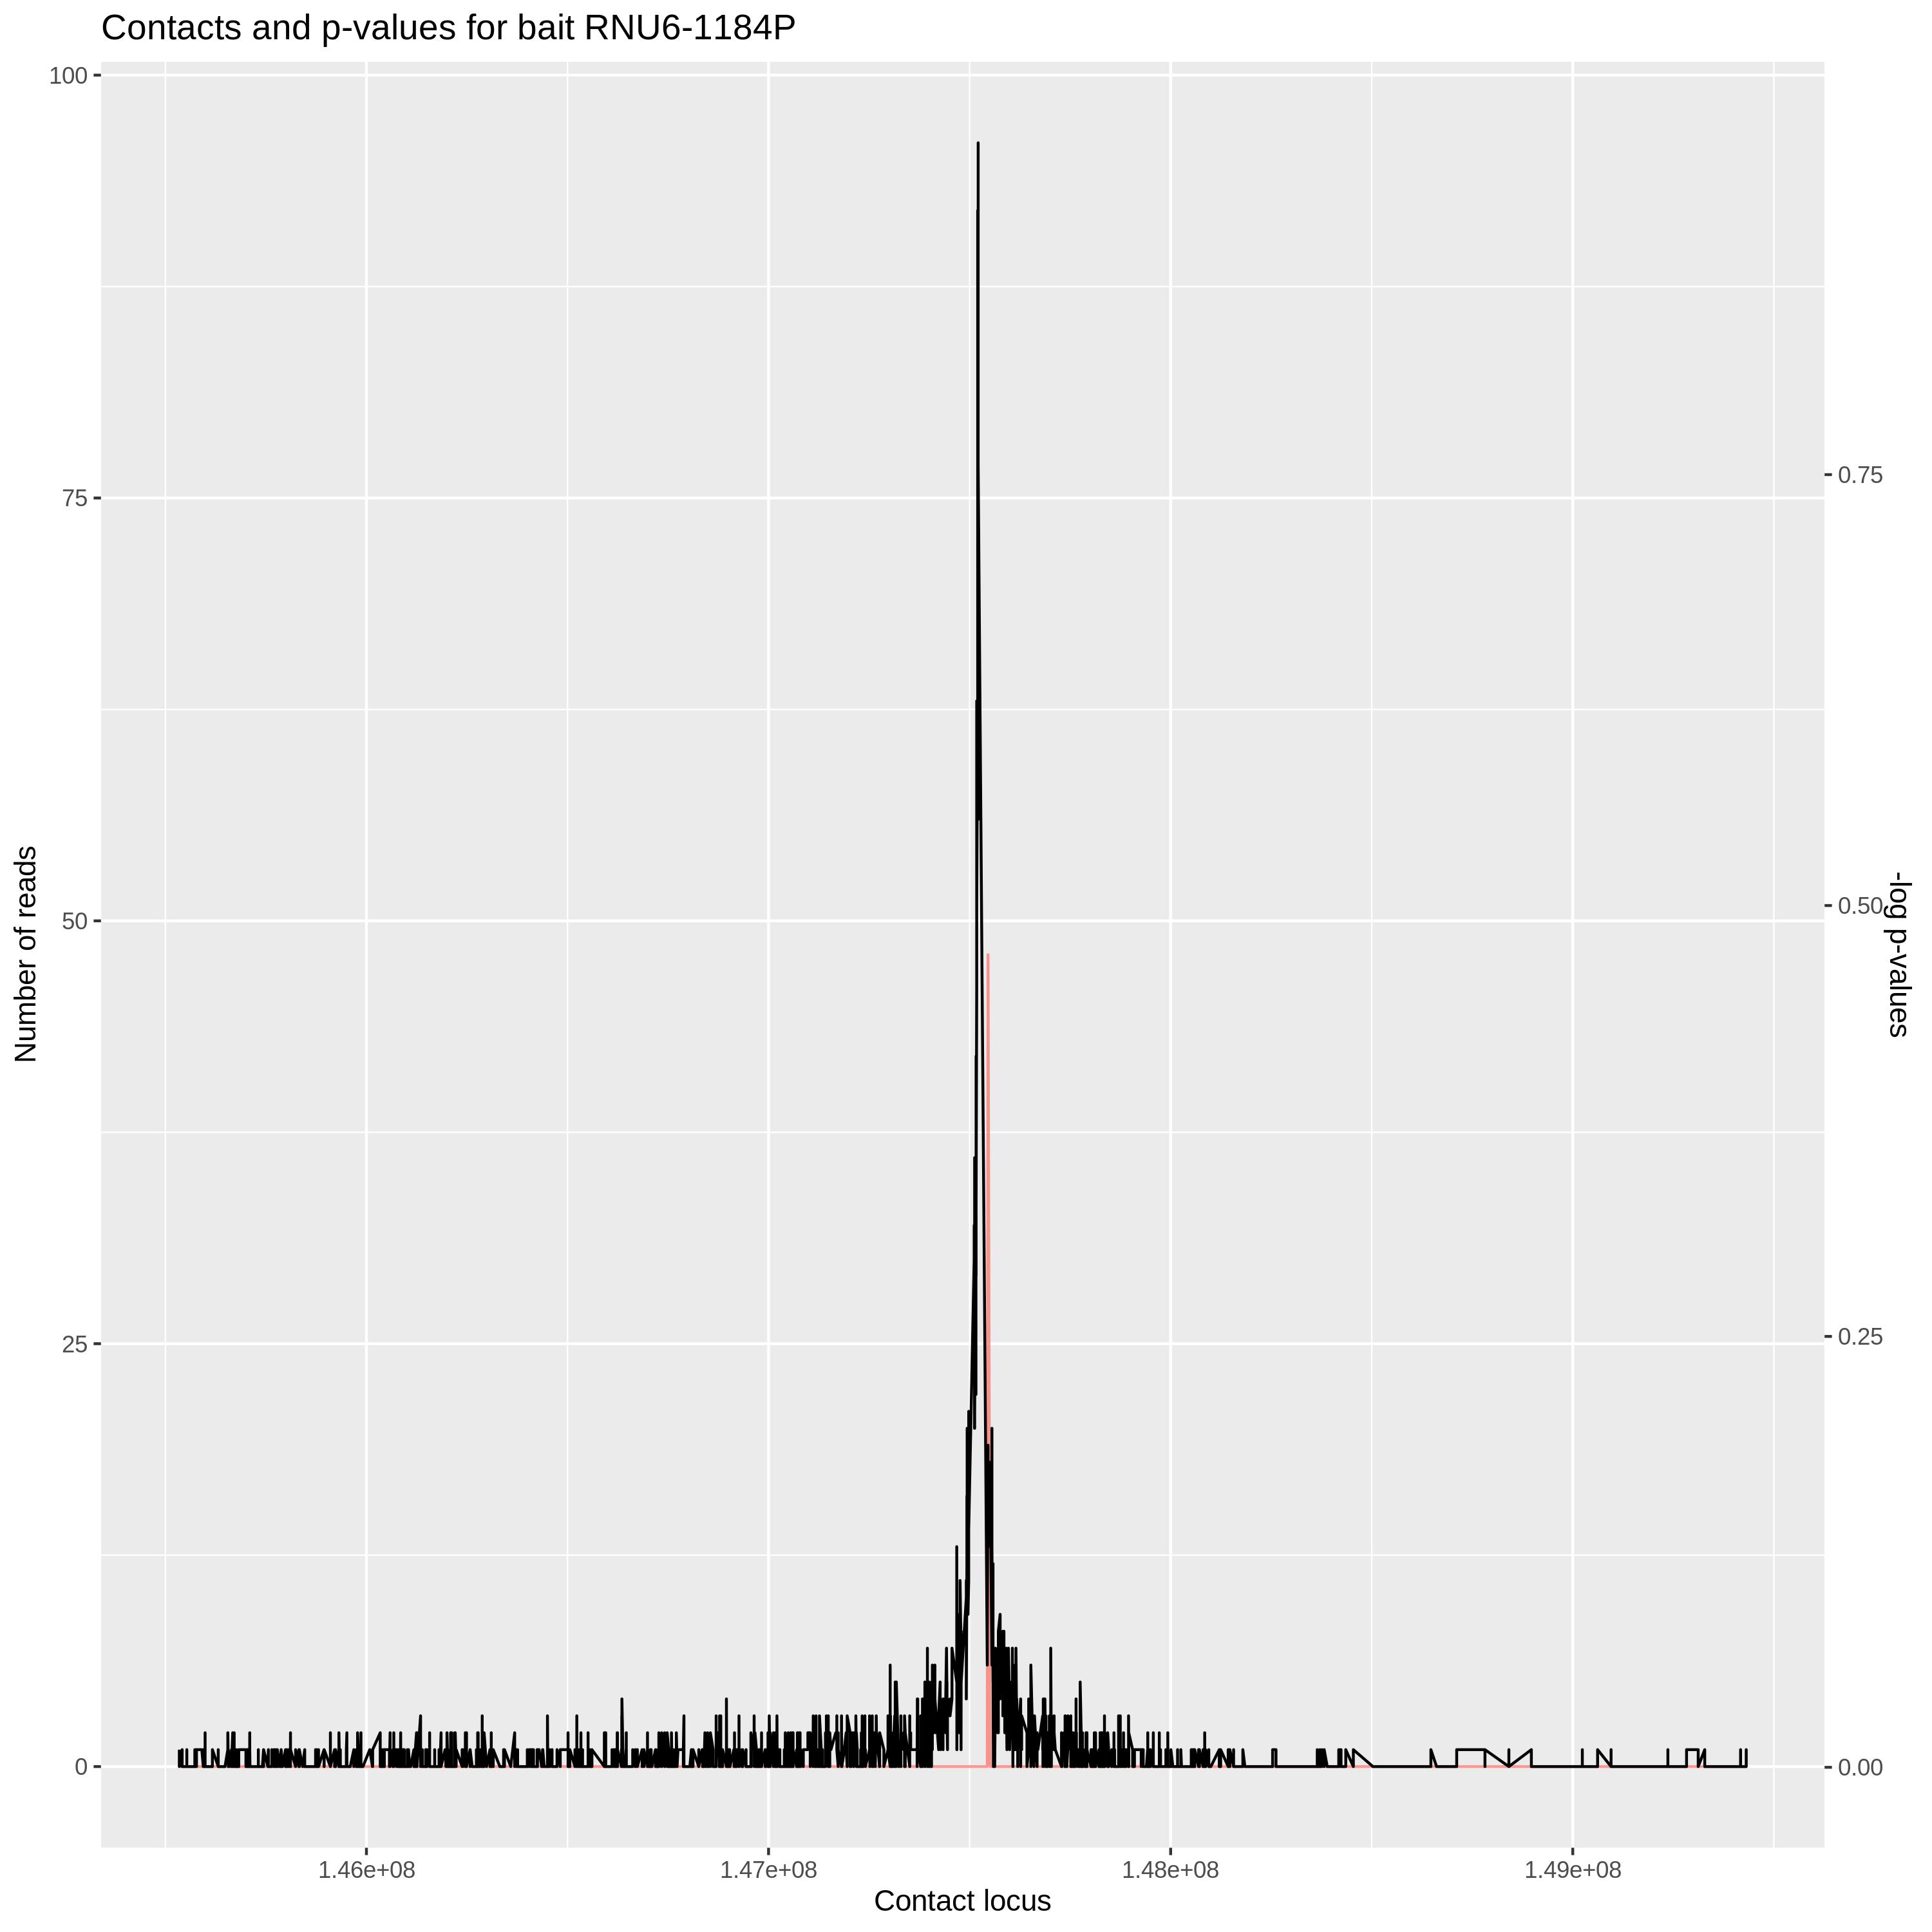 Contacts and p-values for bait RNU6-1184P
100
75
50
25
0
Number of reads
0.75
0.50
0.25
0.00
-log p-values
1.46e+08
1.47e+08
1.48e+08
1.49e+08
Contact locus